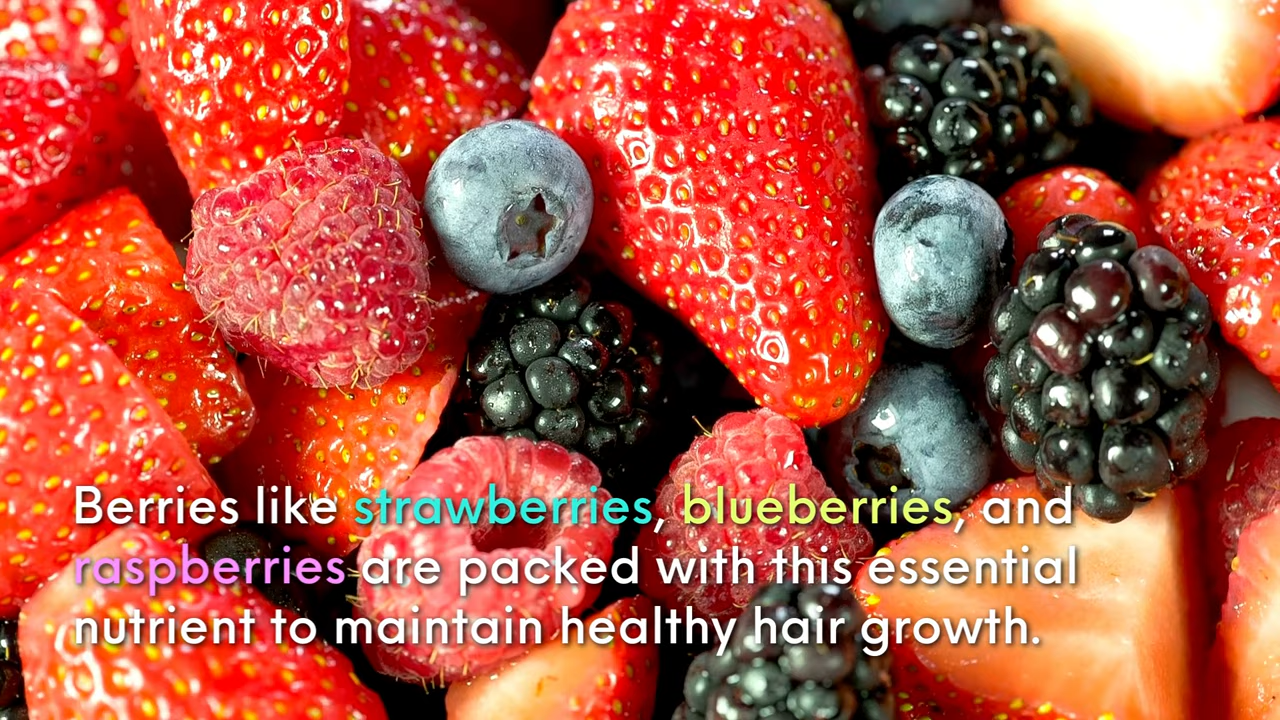 Berries like strawberries, blueberries, and
raspberries are packed with this essential
nutrient to maintain healthy hair growth.